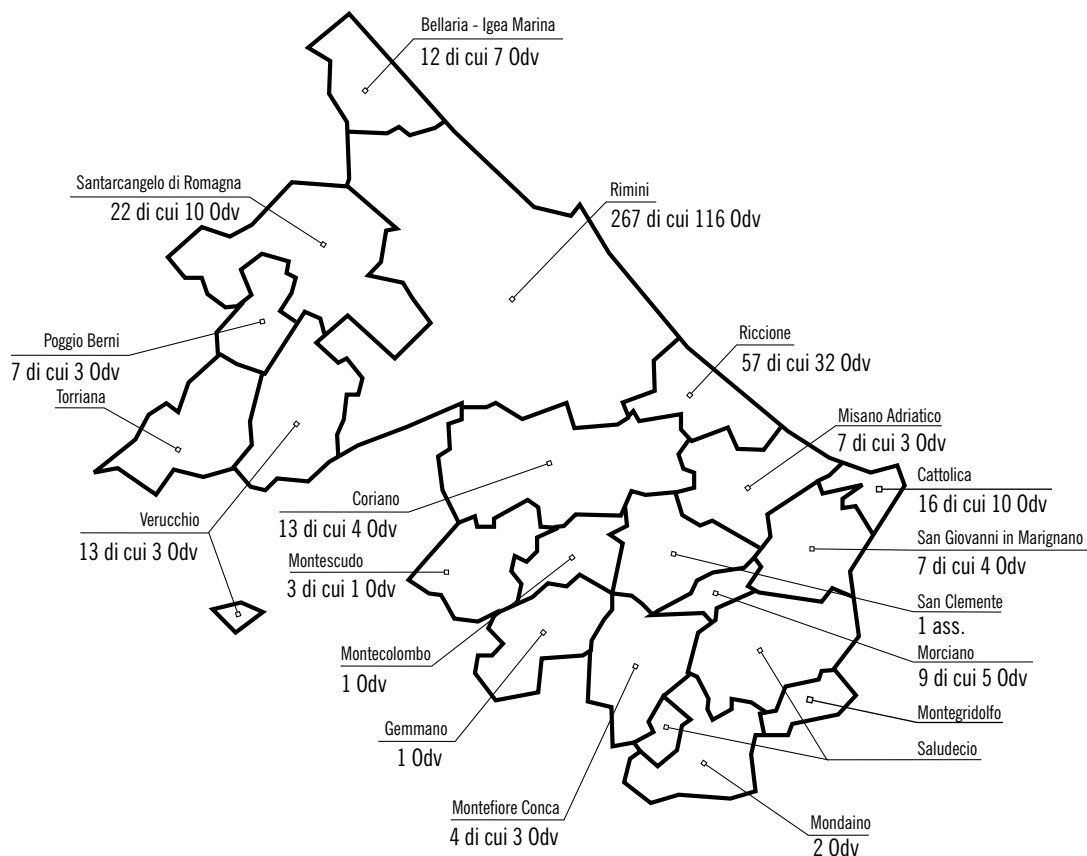 Bellaria - Igea Marina
12 di cui 7 Odv
Santarcangelo di Romagna
22 di cui 10 Odv
Rimini
267 di cui 116 Odv
Poggio Berni
7 di cui 3 Odv
Riccione
57 di cui 32 Odv
Torriana
Misano Adriatico
7 di cui 3 Odv
Verucchio
13 di cui 3 Odv
Coriano
13 di cui 4 Odv
Cattolica
16 di cui 10 Odv
Montescudo
3 di cui 1 Odv
San Giovanni in Marignano
7 di cui 4 Odv
San Clemente
1 ass.
Montecolombo
1 Odv
Morciano
9 di cui 5 Odv
Gemmano
1 Odv
Montegridolfo
Saludecio
Montefiore Conca
4 di cui 3 Odv
Mondaino
2 Odv